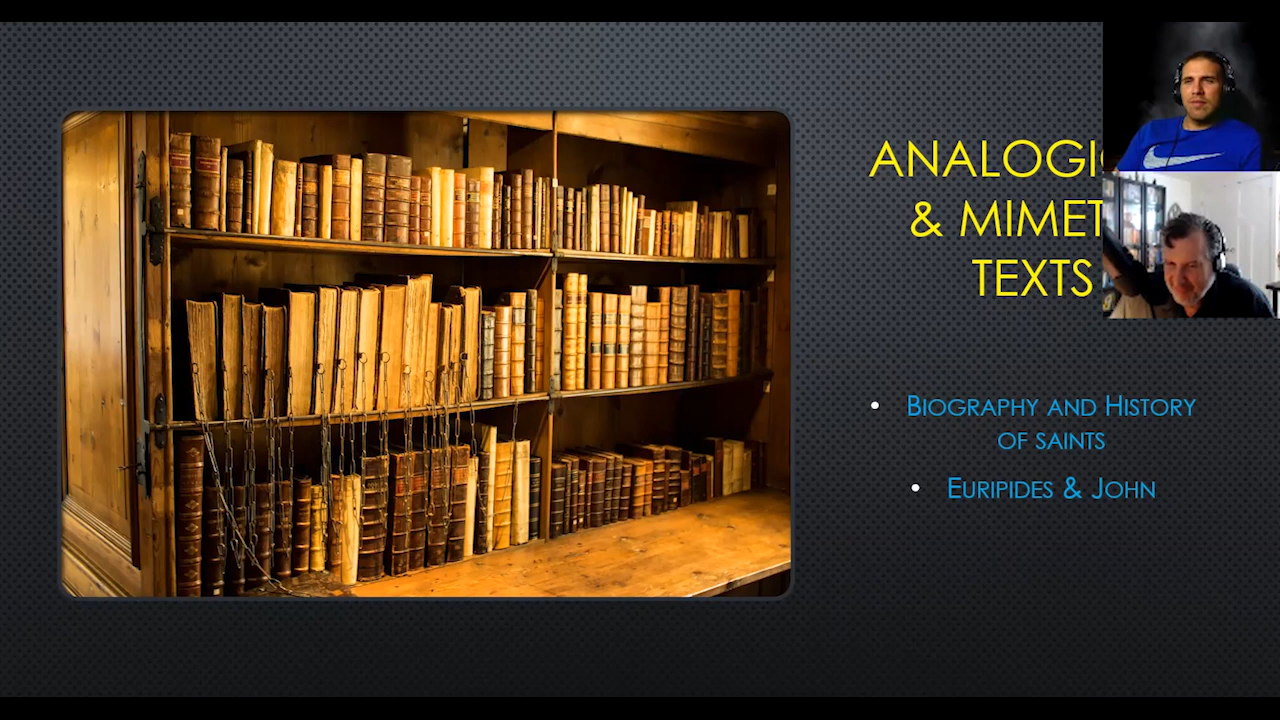 & MIMET
TEXTS
• BIOGRAPHY AND HISTORY
OF SAINTS
• EURIPIDES & JOHN